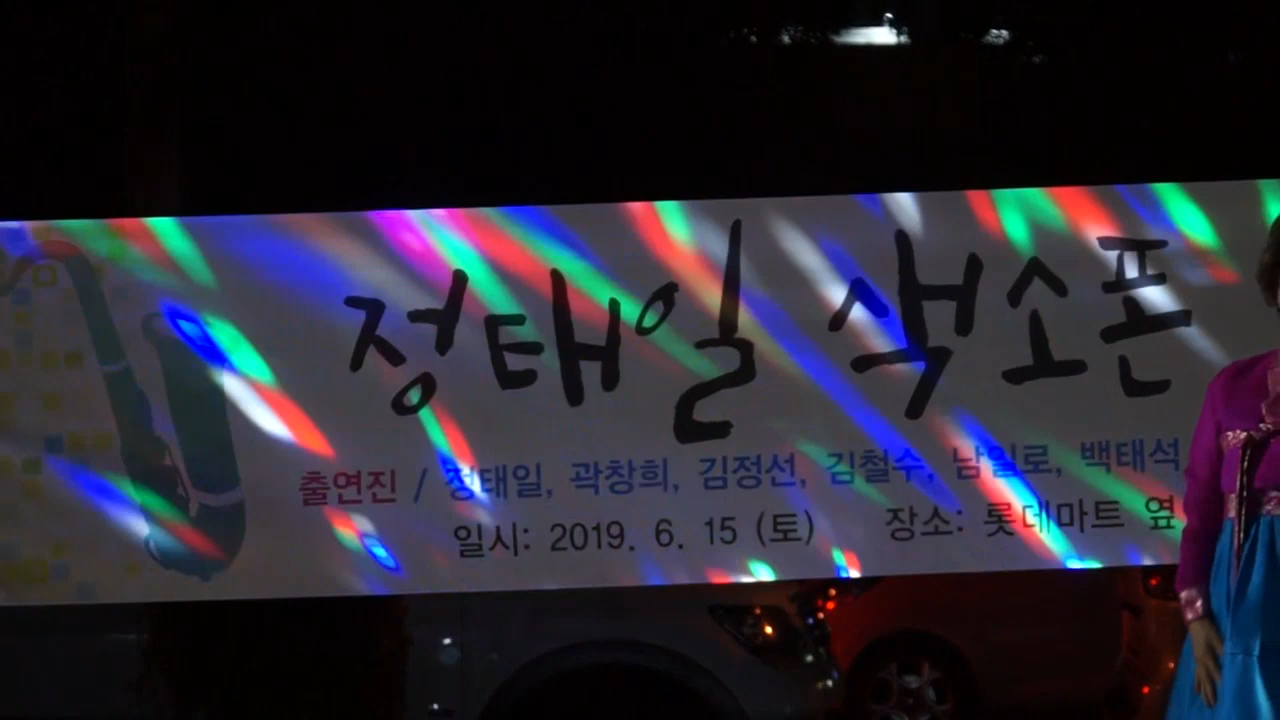 정태일 색소폰
출연진 / 정태일, 곽창희, 김정선, 김철수, 남일로, 백태석
일시: 2019. 6. 15 (토) 장소: 롯데마트 옆